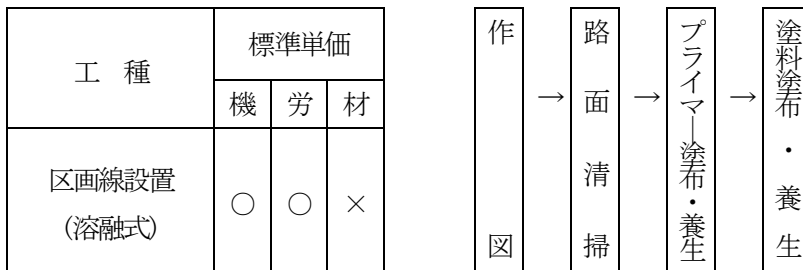 工種 標準単価
機 労 材
区画線設置
(溶融式) ○ ○ ×
作図
→
路面清掃
→
プライマー塗布・養生
→
塗料塗布・養生